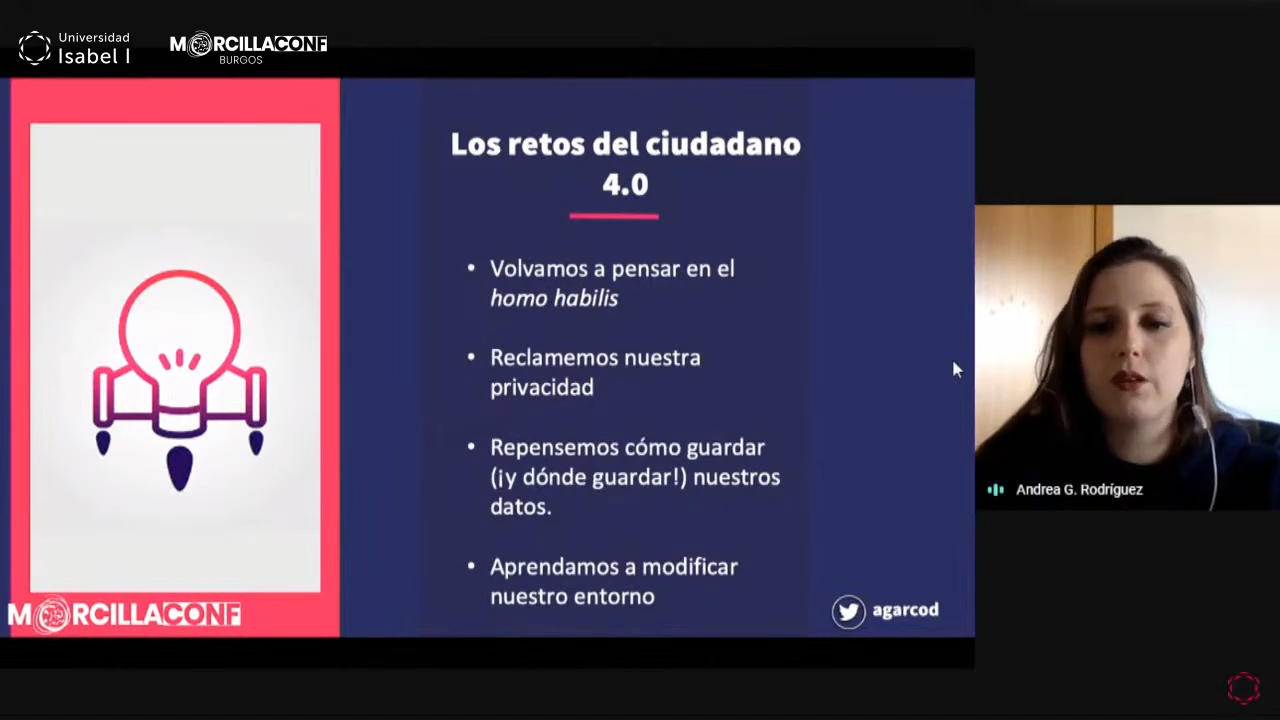 Universidad
Isabel I
MORCILLACONF
BURGOS
Los retos del ciudadano
4.0
• Volvamos a pensar en el
homo habilis
• Reclamemos nuestra
privacidad
• Repensemos cómo guardar
(¡y dónde guardar!) nuestros
datos.
• Aprendamos a modificar
nuestro entorno
Andrea G. Rodríguez
MORCILLACONF
agarcod